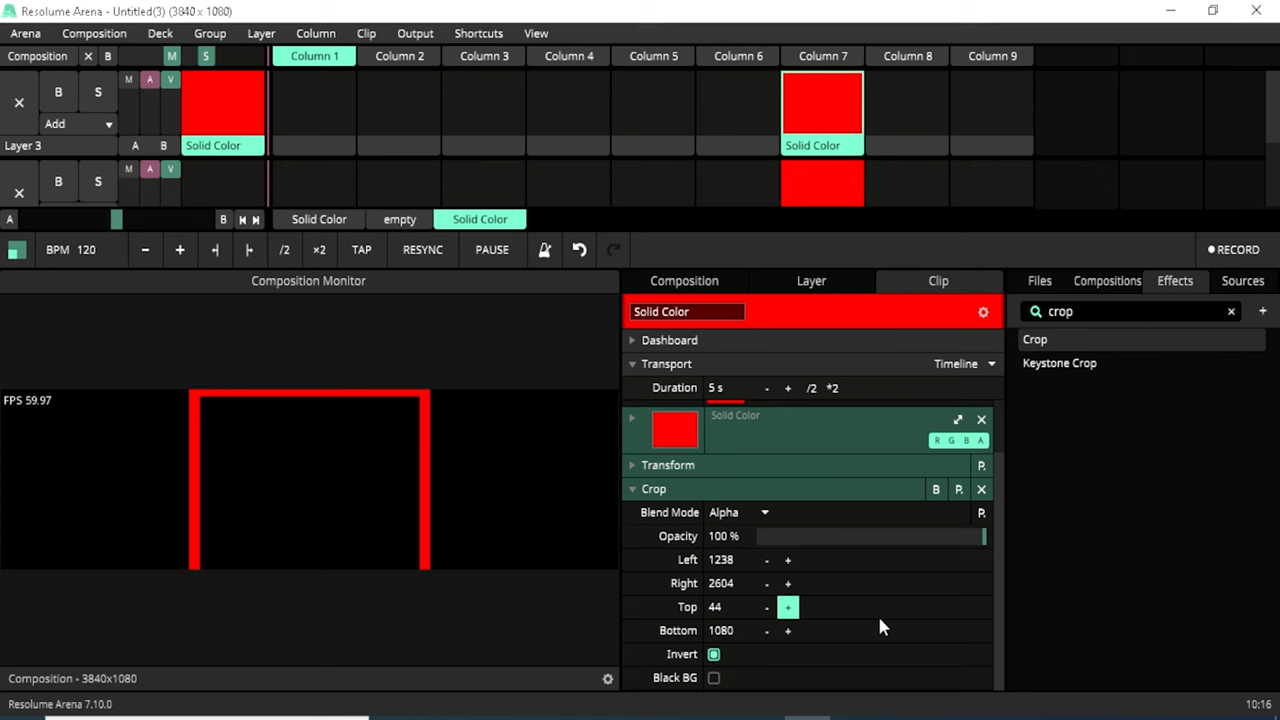 Resolume Arena - Untitled(3) (3840 x 1080)
Arena Composition Deck Group Layer Column Clip Output Shortcuts View
Composition × B M S Column 1 Column 2 Column 3 Column 4 Column 5 Column 6 Column 7 Column 8 Column 9
M A V
B S
Add
Layer 3 A B Solid Color Solid Color
M A V
B S
A B Solid Color empty Solid Color
BPM 120 - + /2 ×2 TAP RESYNC PAUSE RECORD
Composition Monitor
FPS 59.97
Composition - 3840x1080
Composition Layer Clip
Solid Color
Dashboard
Transport Timeline
Duration 5 s - + /2 *2
Solid Color
R G B A
Transform P.
Crop B P. ×
Blend Mode Alpha P.
Opacity 100 %
Left 1238 - +
Right 2604 - +
Top 44 - +
Bottom 1080 - +
Invert
Black BG
Files Compositions Effects Sources
crop × +
Crop
Keystone Crop
Resolume Arena 7.10.0 10:16